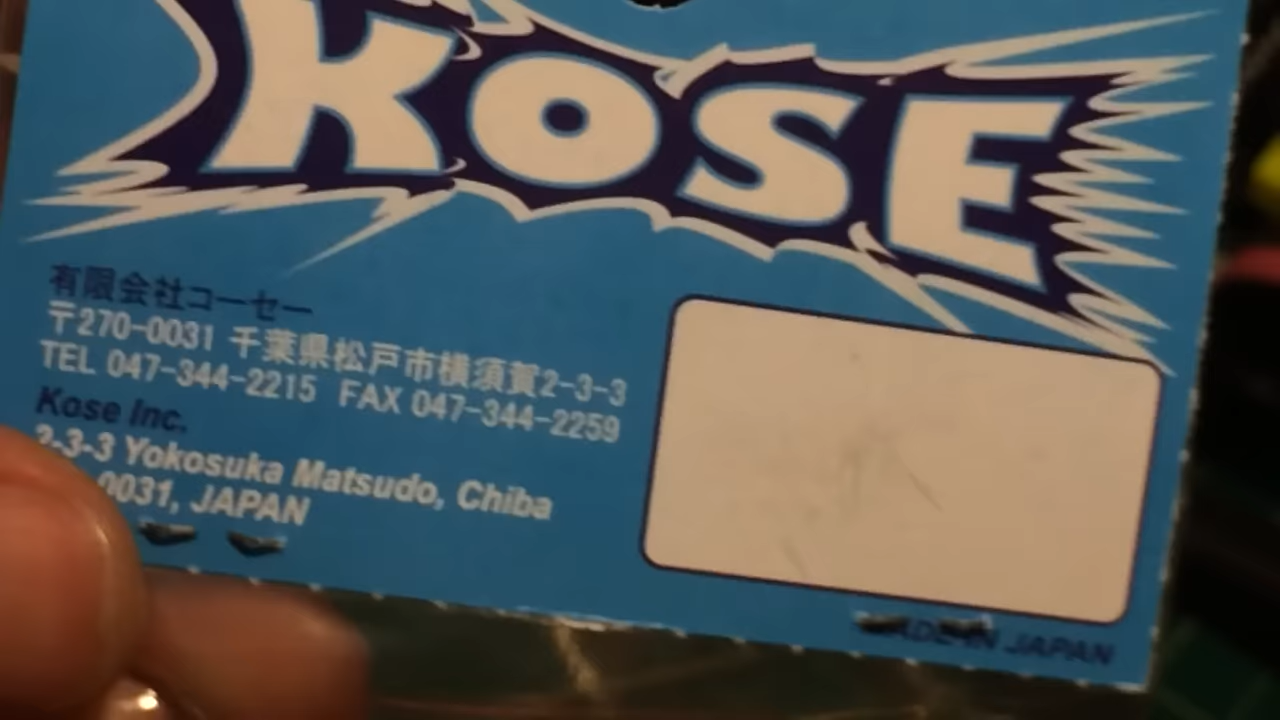 KOSE
有限会社コーセー
〒270-0031 千葉県松戸市横須賀2-3-3
TEL 047-344-2215 FAX 047-344-2259
Kose Inc.
2-3-3 Yokosuka Matsudo, Chiba
0031, JAPAN
MADE IN JAPAN